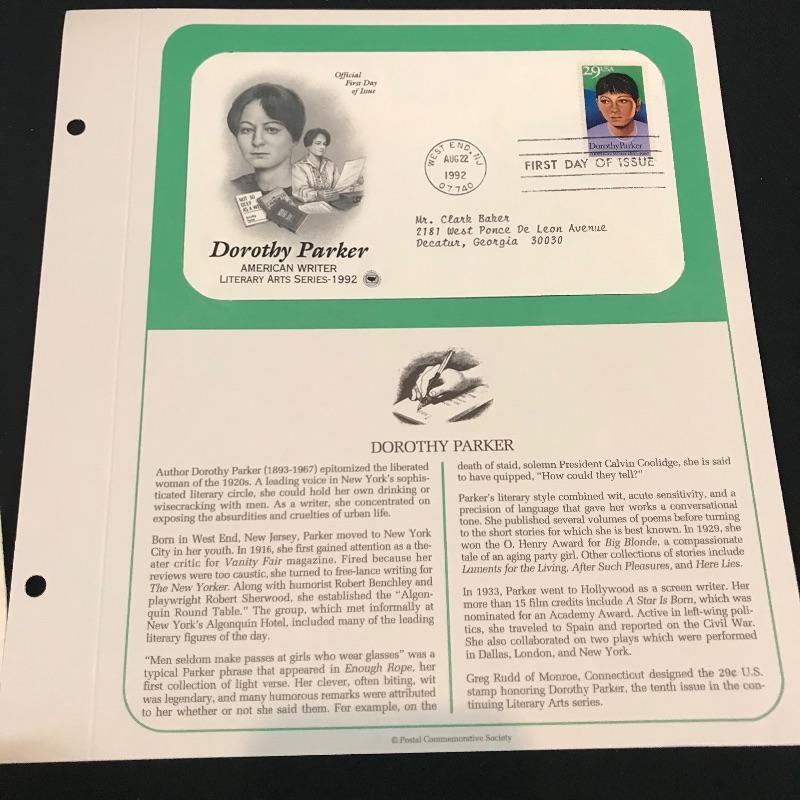 Official
First Day
of Issue
29 USA
Dorothy Parker
WEST END, NJ
AUG 22
1992
07740
FIRST DAY OF ISSUE
Mr. Clark Baker
2181 West Ponce De Leon Avenue
Decatur, Georgia 30030
NOT SO
DEEP
AS A WELL
Dorothy Parker
AMERICAN WRITER
LITERARY ARTS SERIES-1992
DOROTHY PARKER
Author Dorothy Parker (1893-1967) epitomized the liberated
woman of the 1920s. A leading voice in New York's sophis-
ticated literary circle, she could hold her own drinking or
wisecracking with men. As a writer, she concentrated on
exposing the absurdities and cruelties of urban life.
Born in West End, New Jersey, Parker moved to New York
City in her youth. In 1916, she first gained attention as a the-
ater critic for Vanity Fair magazine. Fired because her
reviews were too caustic, she turned to free-lance writing for
The New Yorker. Along with humorist Robert Benchley and
playwright Robert Sherwood, she established the "Algon-
quin Round Table." The group, which met informally at
New York's Algonquin Hotel, included many of the leading
literary figures of the day.
"Men seldom make passes at girls who wear glasses" was a
typical Parker phrase that appeared in Enough Rope, her
first collection of light verse. Her clever, often biting, wit
was legendary, and many humorous remarks were attributed
to her whether or not she said them. For example, on the
death of staid, solemn President Calvin Coolidge, she is said
to have quipped, "How could they tell?"
Parker's literary style combined wit, acute sensitivity, and a
precision of language that gave her works a conversational
tone. She published several volumes of poems before turning
to the short stories for which she is best known. In 1929, she
won the O. Henry Award for Big Blonde, a compassionate
tale of an aging party girl. Other collections of stories include
Laments for the Living, After Such Pleasures, and Here Lies.
In 1933, Parker went to Hollywood as a screen writer. Her
more than 15 film credits include A Star Is Born, which was
nominated for an Academy Award. Active in left-wing poli-
tics, she traveled to Spain and reported on the Civil War.
She also collaborated on two plays which were performed
in Dallas, London, and New York.
Greg Rudd of Monroe, Connecticut designed the 29¢ U.S.
stamp honoring Dorothy Parker, the tenth issue in the con-
tinuing Literary Arts series.
© Postal Commemorative Society